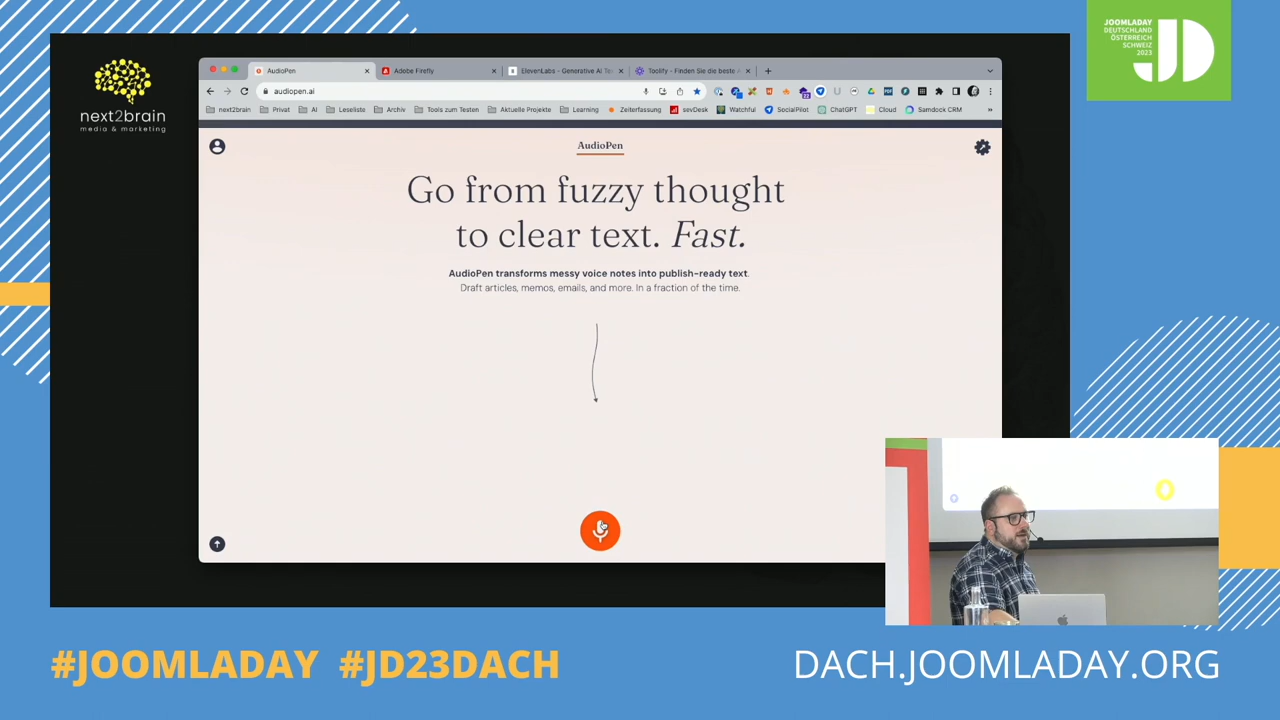 JOOMLADAY
DEUTSCHLAND
ÖSTERREICH
SCHWEIZ
2023
JD
next2brain
media & marketing
AudioPen
Adobe Firefly
ElevenLabs - Generative AI Te
Toolify - Finden Sie die beste A
audiopen.ai
next2brain Privat AI Leseliste Archiv Tools zum Testen Aktuelle Projekte Learning Zeiterfassung sevDesk Watchful SocialPilot ChatGPT Cloud Samdock CRM »
AudioPen
Go from fuzzy thought
to clear text. Fast.
AudioPen transforms messy voice notes into publish-ready text.
Draft articles, memos, emails, and more. In a fraction of the time.
#JOOMLADAY #JD23DACH
DACH.JOOMLADAY.ORG